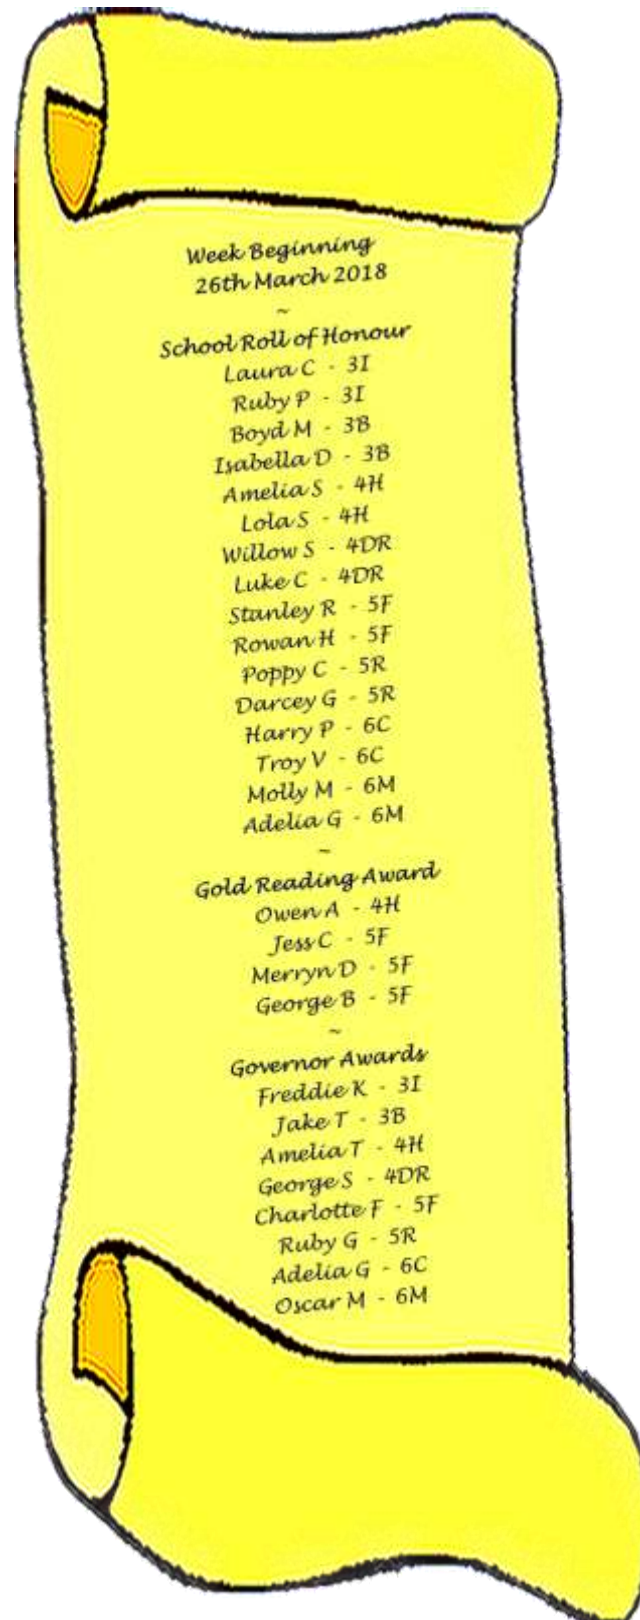 Week Beginning
26th March 2018
~
School Roll of Honour
Laura C - 3I
Ruby P - 3I
Boyd M - 3B
Isabella D - 3B
Amelia S - 4H
Lola S - 4H
Willow S - 4DR
Luke C - 4DR
Stanley R - 5F
Rowan H - 5F
Poppy C - 5R
Darcey G - 5R
Harry P - 6C
Troy V - 6C
Molly M - 6M
Adelia G - 6M
~
Gold Reading Award
Owen A - 4H
Jess C - 5F
Merryn D - 5F
George B - 5F
~
Governor Awards
Freddie K - 3I
Jake T - 3B
Amelia T - 4H
George S - 4DR
Charlotte F - 5F
Ruby G - 5R
Adelia G - 6C
Oscar M - 6M